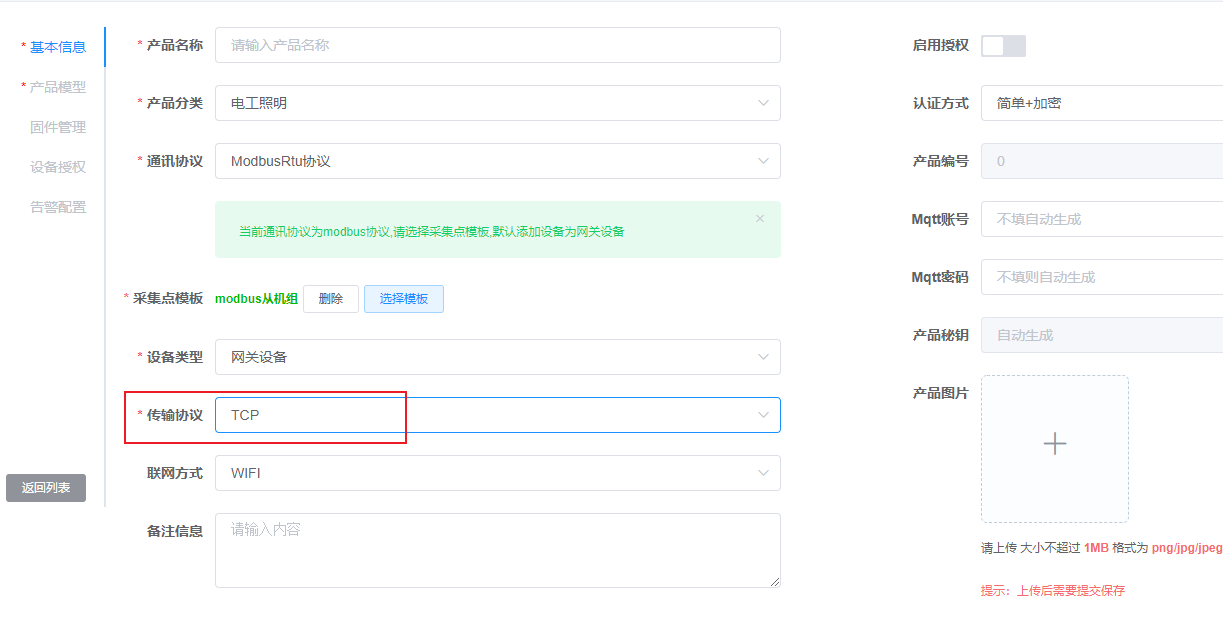 * 基本信息
* 产品模型
固件管理
设备授权
告警配置
返回列表
* 产品名称 请输入产品名称
* 产品分类 电工照明
* 通讯协议 ModbusRtu协议
当前通讯协议为modbus协议,请选择采集点模板,默认添加设备为网关设备
* 采集点模板 modbus从机组 删除 选择模板
* 设备类型 网关设备
* 传输协议 TCP
联网方式 WIFI
备注信息 请输入内容
启用授权
认证方式 简单+加密
产品编号 0
Mqtt账号 不填自动生成
Mqtt密码 不填则自动生成
产品秘钥 自动生成
产品图片
请上传 大小不超过 1MB 格式为 png/jpg/jpeg
提示：上传后需要提交保存